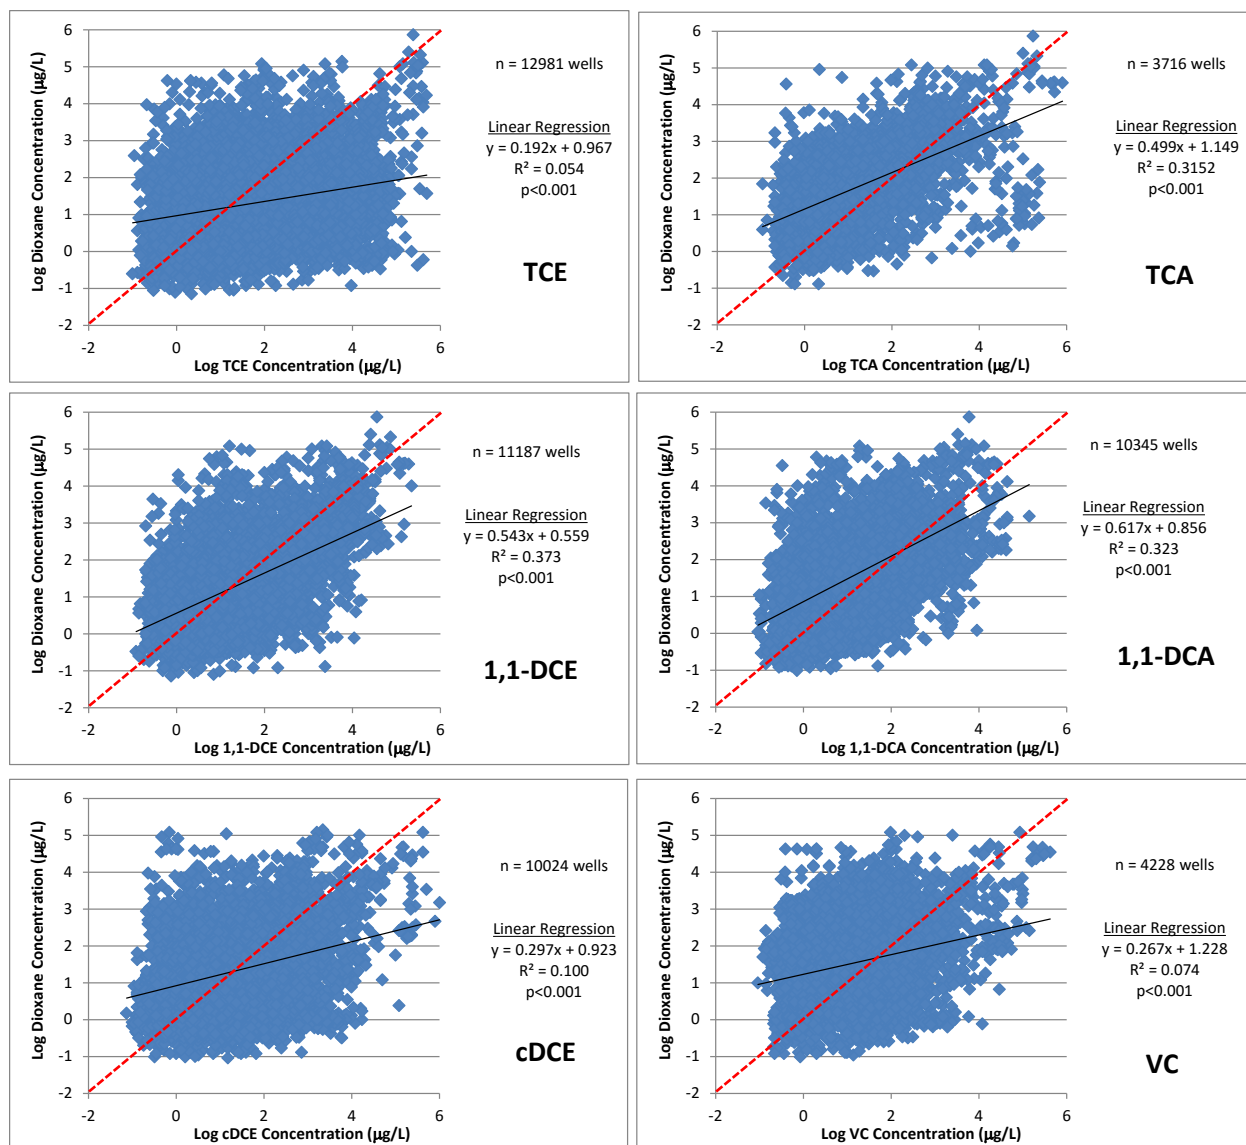 Log Dioxane Concentration (µg/L)
6
5
4
3
2
1
0
-1
-2
-2
0
2
4
6
Log TCE Concentration (µg/L)
n = 12981 wells
Linear Regression
y = 0.192x + 0.967
R² = 0.054
p<0.001
TCE
Log Dioxane Concentration (µg/L)
6
5
4
3
2
1
0
-1
-2
-2
0
2
4
6
Log TCA Concentration (µg/L)
n = 3716 wells
Linear Regression
y = 0.499x + 1.149
R² = 0.3152
p<0.001
TCA
Log Dioxane Concentration (µg/L)
6
5
4
3
2
1
0
-1
-2
-2
0
2
4
6
Log 1,1-DCE Concentration (µg/L)
n = 11187 wells
Linear Regression
y = 0.543x + 0.559
R² = 0.373
p<0.001
1,1-DCE
Log Dioxane Concentration (µg/L)
6
5
4
3
2
1
0
-1
-2
-2
0
2
4
6
Log 1,1-DCA Concentration (µg/L)
n = 10345 wells
Linear Regression
y = 0.617x + 0.856
R² = 0.323
p<0.001
1,1-DCA
Log Dioxane Concentration (µg/L)
6
5
4
3
2
1
0
-1
-2
-2
0
2
4
6
Log cDCE Concentration (µg/L)
n = 10024 wells
Linear Regression
y = 0.297x + 0.923
R² = 0.100
p<0.001
cDCE
Log Dioxane Concentration (µg/L)
6
5
4
3
2
1
0
-1
-2
-2
0
2
4
6
Log VC Concentration (µg/L)
n = 4228 wells
Linear Regression
y = 0.267x + 1.228
R² = 0.074
p<0.001
VC